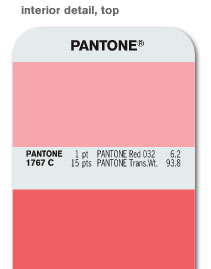 interior detail, top
PANTONE®
PANTONE 1 pt PANTONE Red 032 6.2
1767 C 15 pts PANTONE Trans.Wt. 93.8